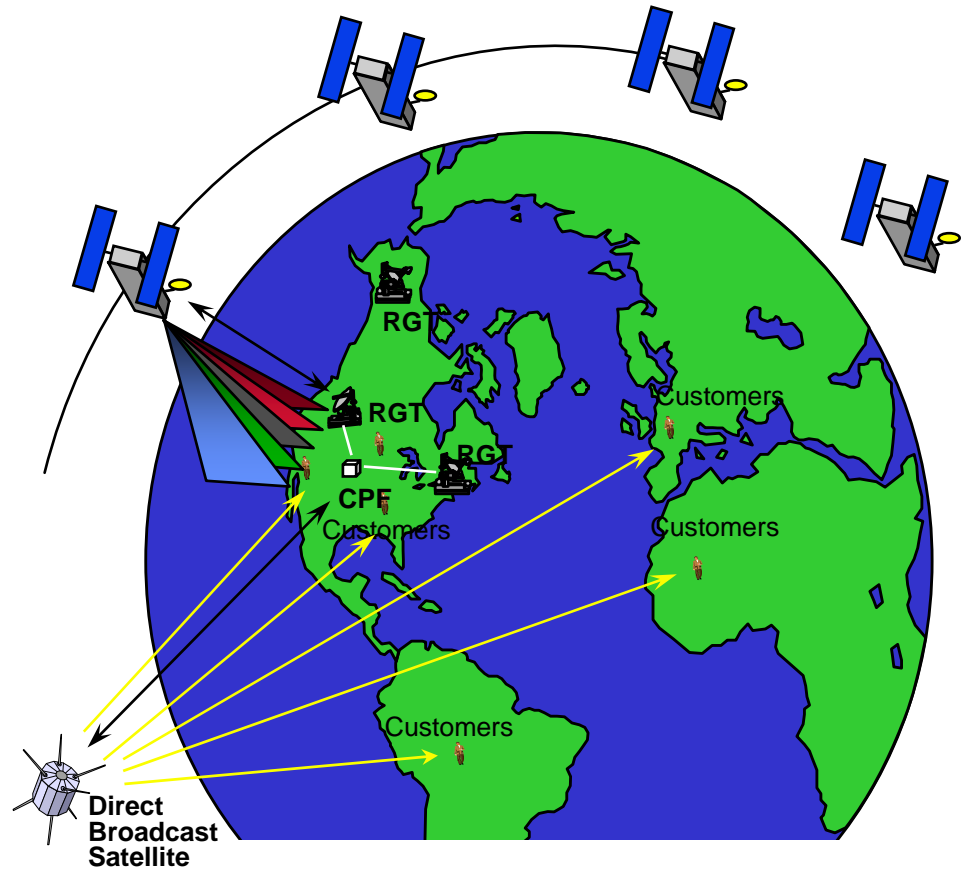 RGT
Customers
RGT
RGT
CPF
Customers
Customers
Customers
Direct
Broadcast
Satellite